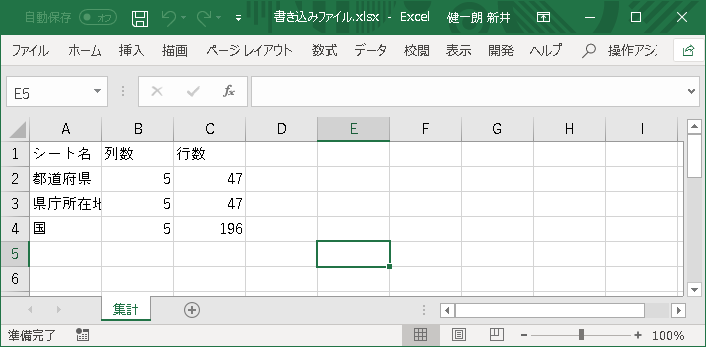 自動保存 オフ 書き込みファイル.xlsx - Excel 健一朗 新井
ファイル ホーム 挿入 描画 ページ レイアウト 数式 データ 校閲 表示 開発 ヘルプ 操作アシ
E5 fx
A B C D E F G H I
1 シート名 列数 行数
2 都道府県 5 47
3 県庁所在地 5 47
4 国 5 196
5
6
集計
準備完了 100%